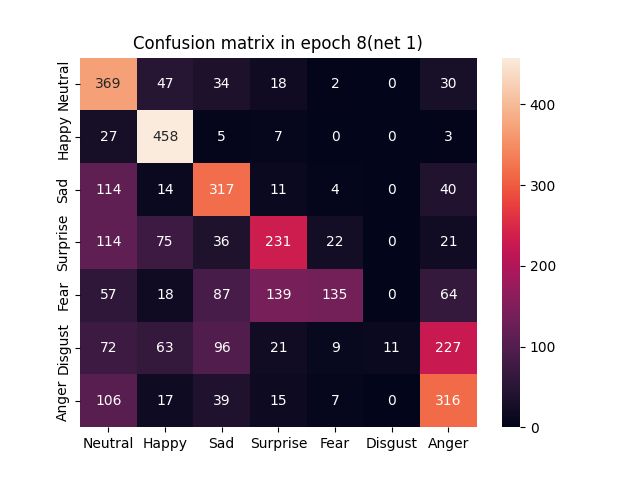 Confusion matrix in epoch 8(net 1)
Neutral 369 47 34 18 2 0 30
Happy 27 458 5 7 0 0 3
Sad 114 14 317 11 4 0 40
Surprise 114 75 36 231 22 0 21
Fear 57 18 87 139 135 0 64
Disgust 72 63 96 21 9 11 227
Anger 106 17 39 15 7 0 316
Neutral Happy Sad Surprise Fear Disgust Anger
400
300
200
100
0